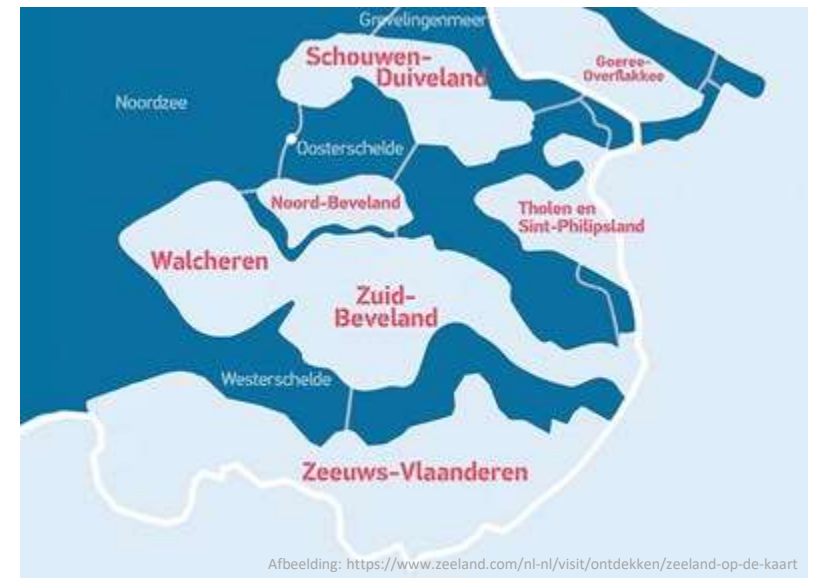 Grevelingenmeer
Schouwen-
Duiveland
Goeree-
Overflakkee
Noordzee
Oosterschelde
Noord-Beveland
Tholen en
Sint-Philipsland
Walcheren
Zuid-
Beveland
Westerschelde
Zeeuws-Vlaanderen
Afbeelding: https://www.zeeland.com/nl-nl/visit/ontdekken/zeeland-op-de-kaart